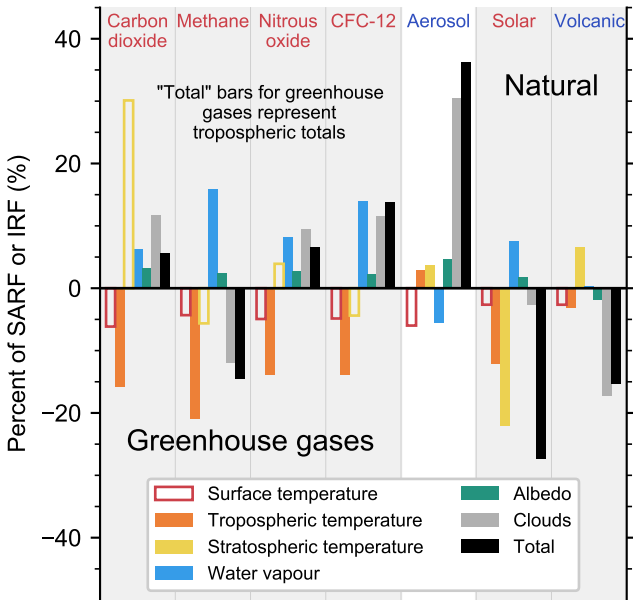 Carbon
dioxide
Methane
Nitrous
oxide
CFC-12
Aerosol
Solar
Volcanic
"Total" bars for greenhouse
gases represent
tropospheric totals
Natural
Percent of SARF or IRF (%)
40
20
0
−20
−40
Greenhouse gases
Surface temperature
Tropospheric temperature
Stratospheric temperature
Water vapour
Albedo
Clouds
Total